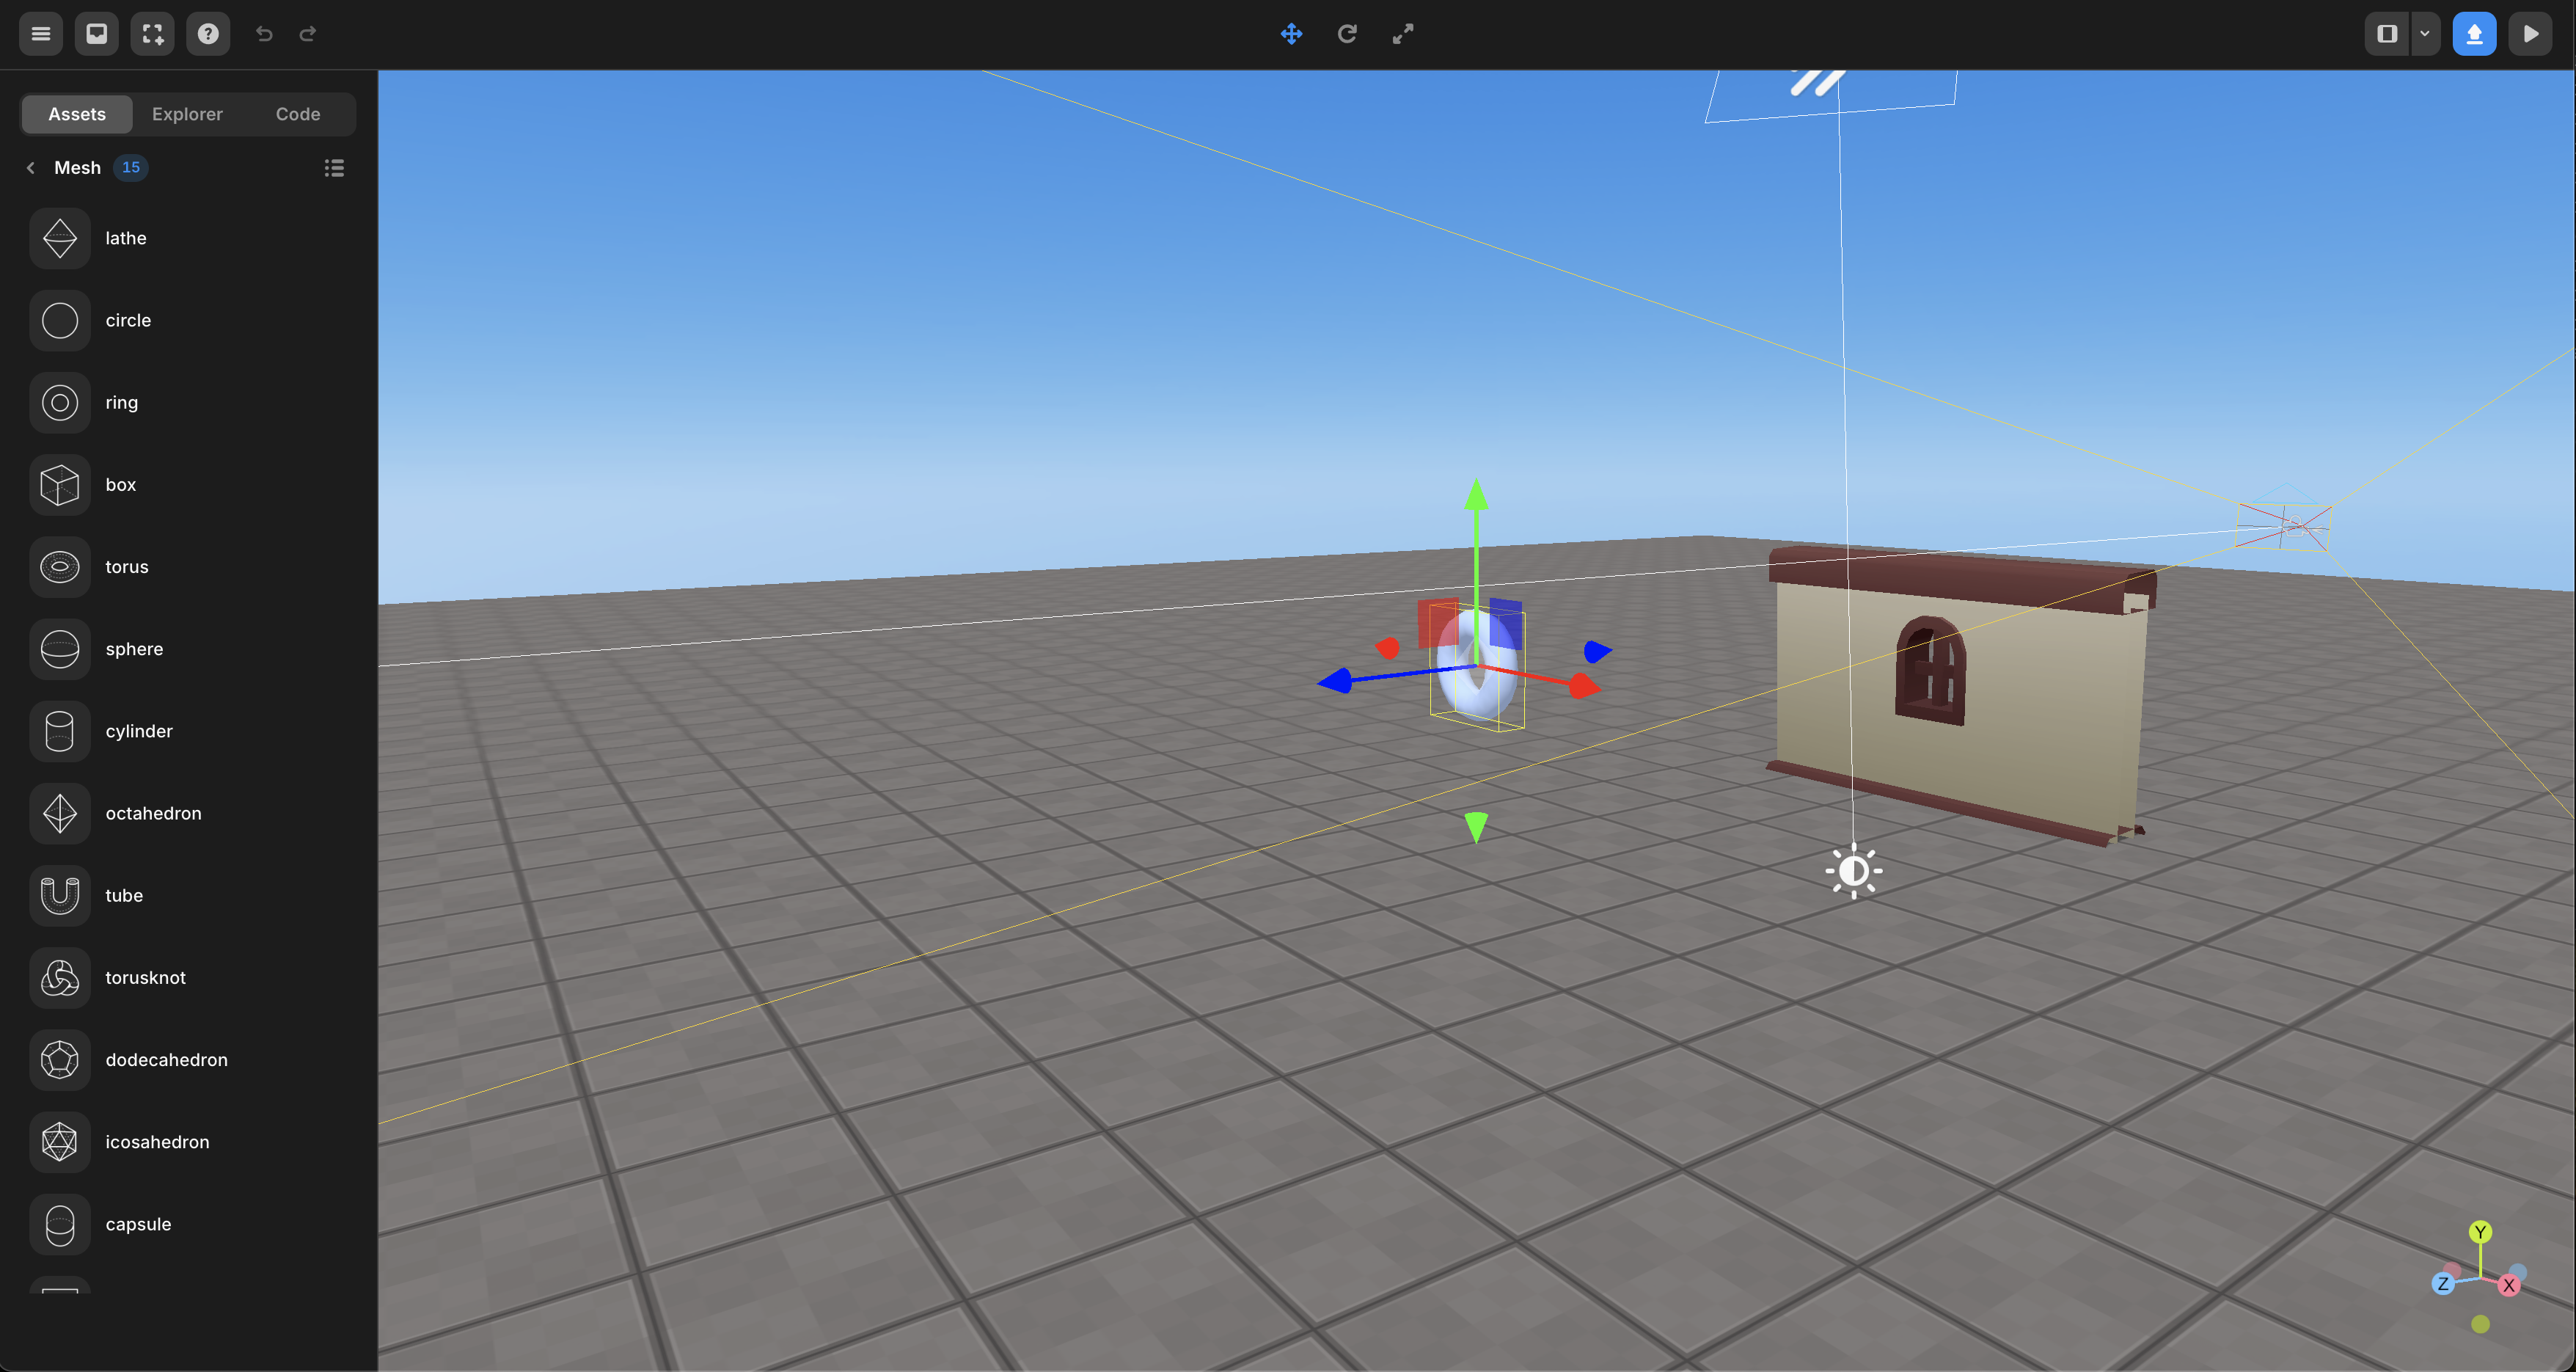 ?
Assets Explorer Code
Mesh 15
lathe
circle
ring
box
torus
sphere
cylinder
octahedron
tube
torusknot
dodecahedron
icosahedron
capsule
Y
Z
X